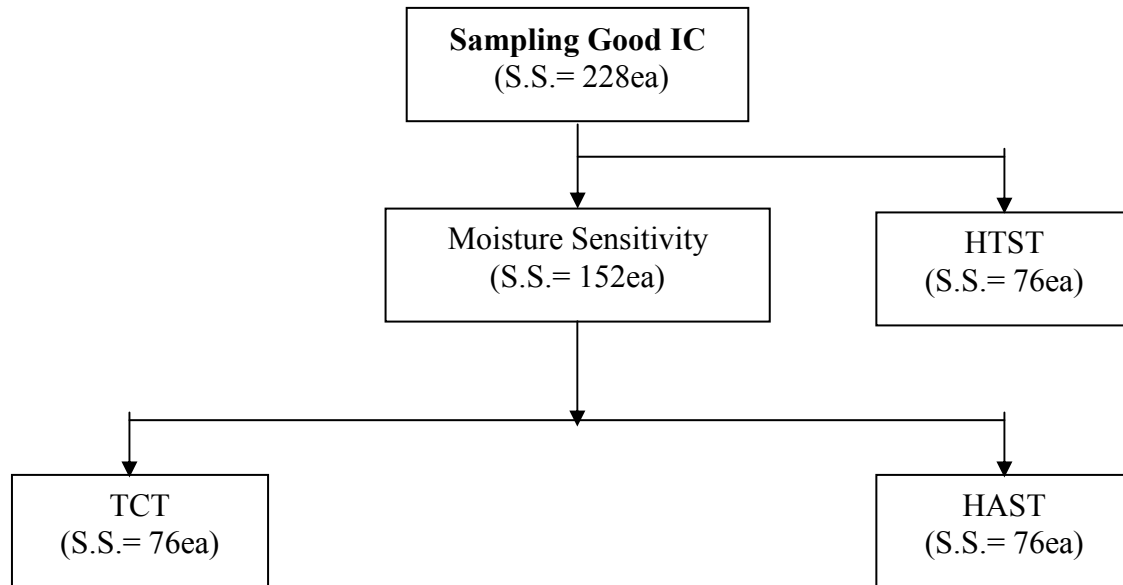 Sampling Good IC
(S.S.= 228ea)
Moisture Sensitivity
(S.S.= 152ea)
HTST
(S.S.= 76ea)
TCT
(S.S.= 76ea)
HAST
(S.S.= 76ea)